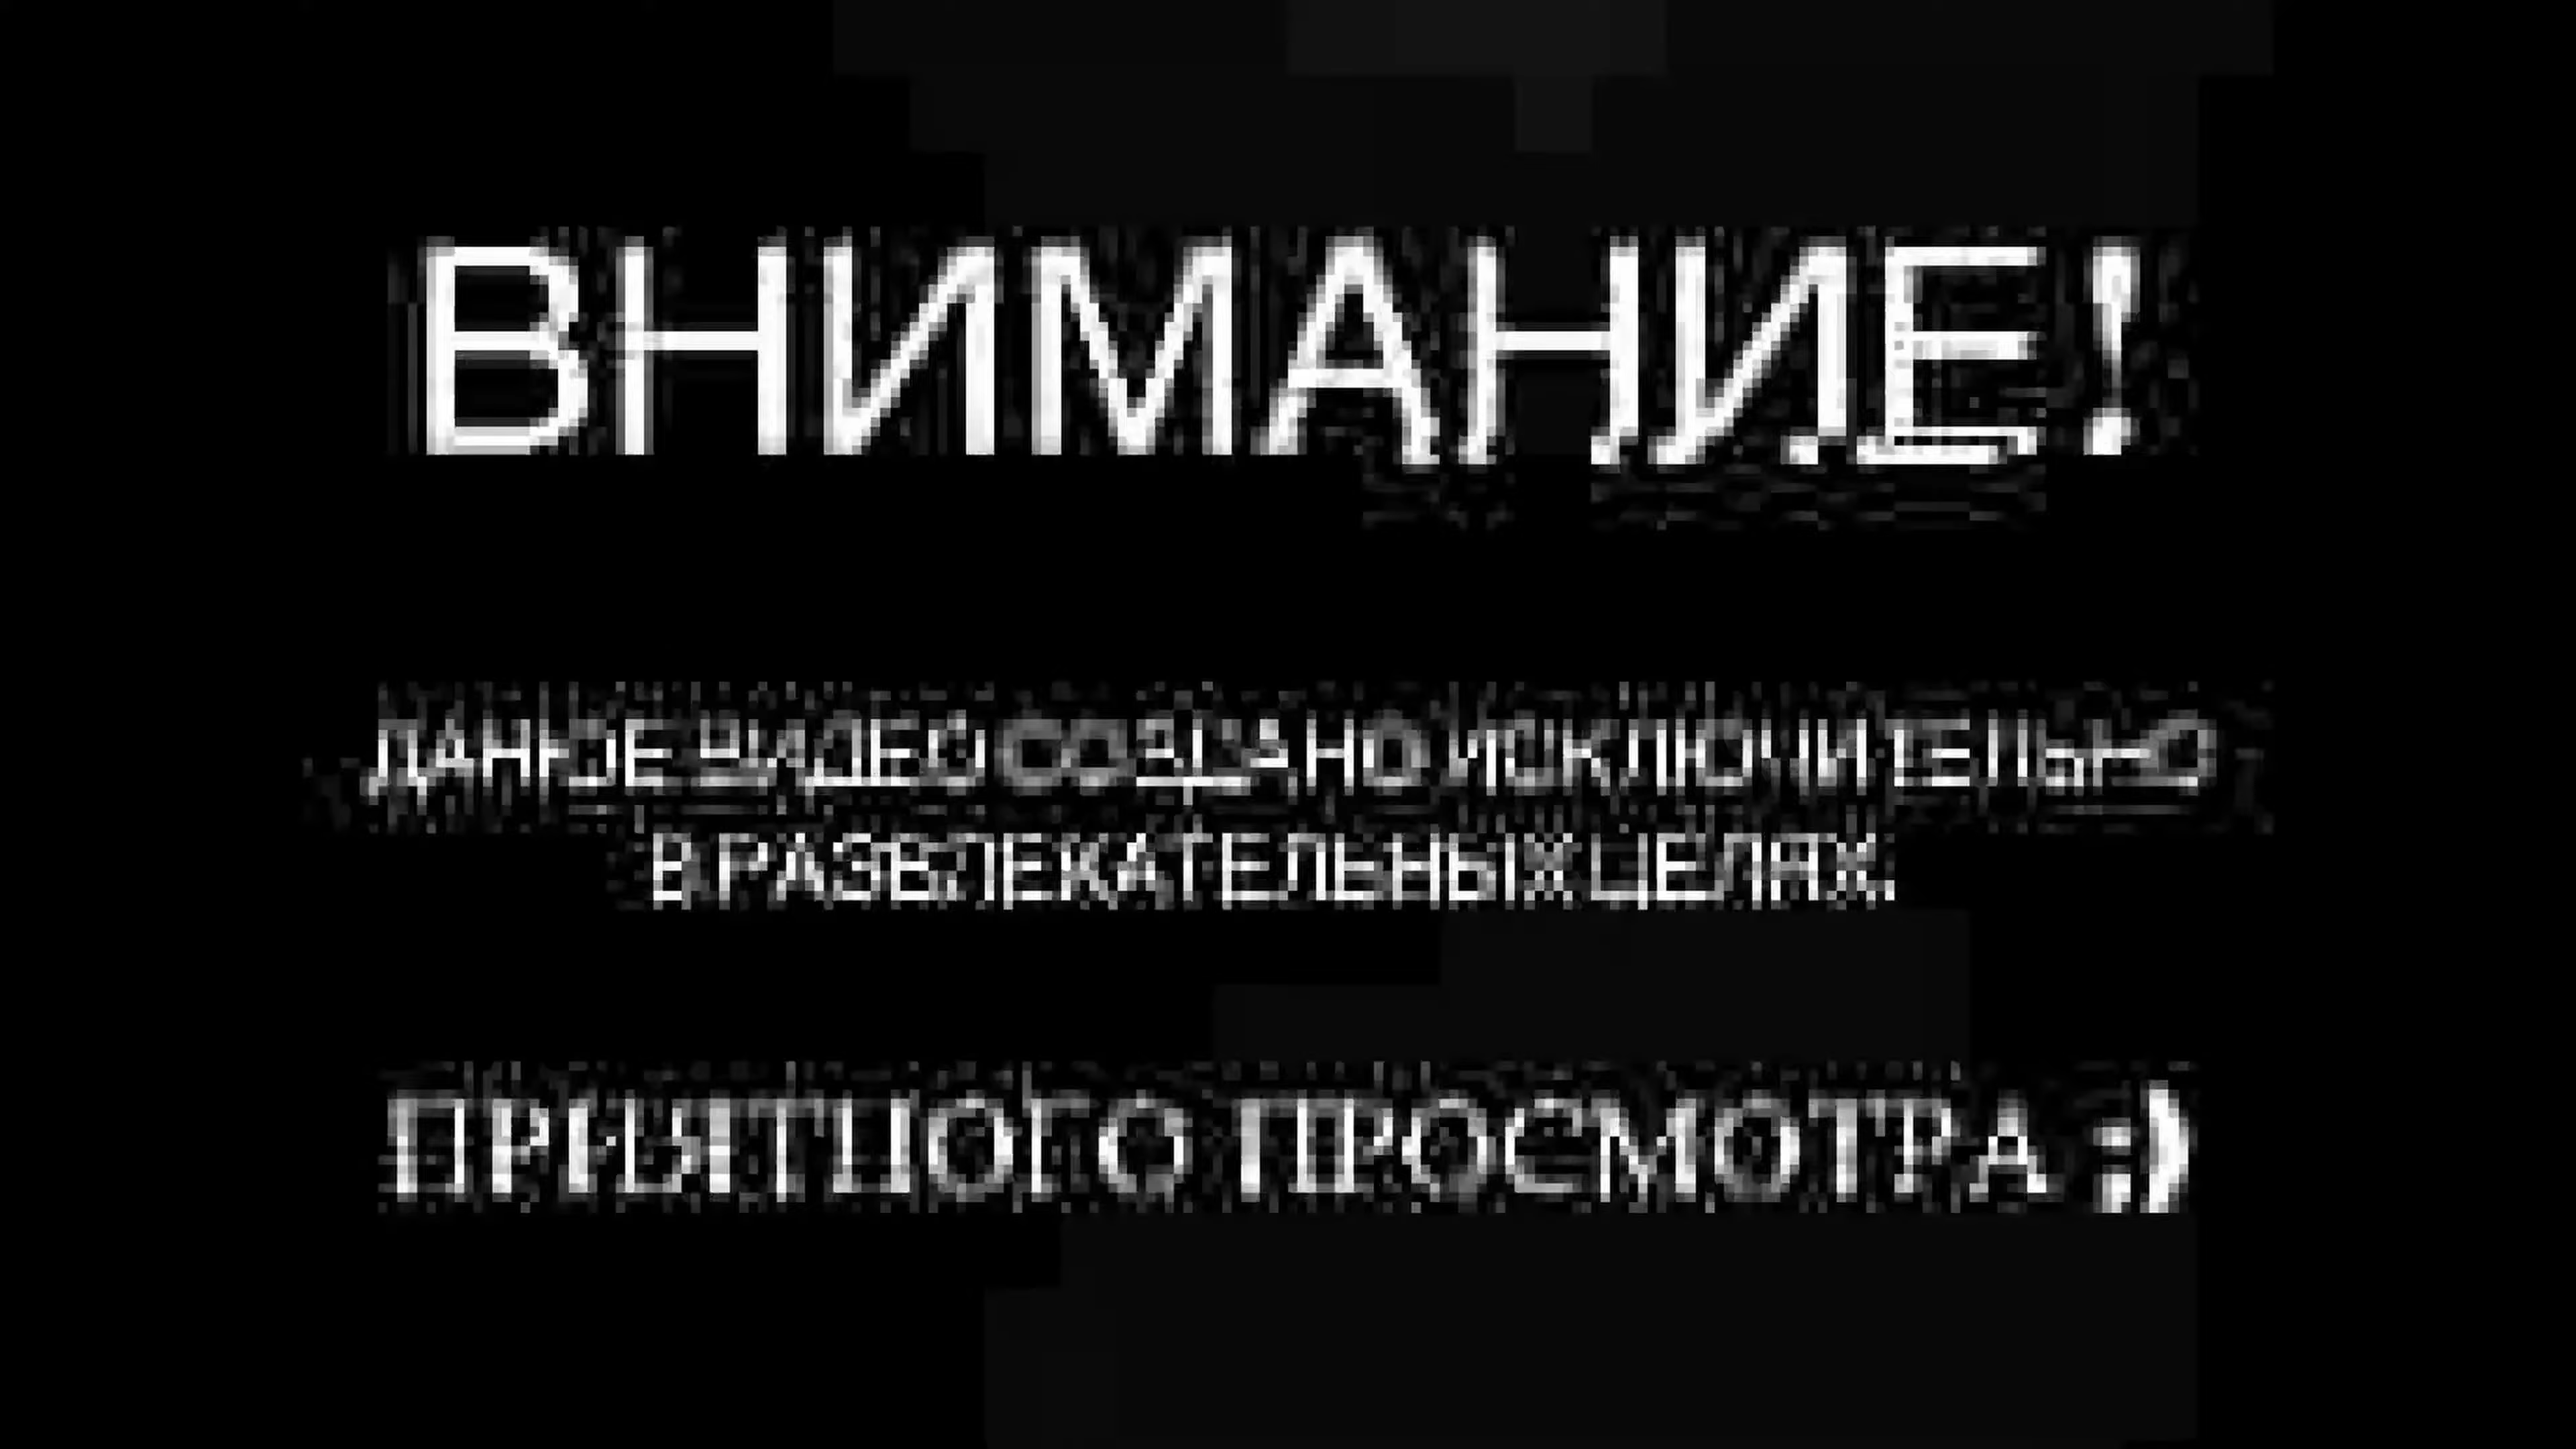 ВНИМАНИЕ!
ДАННОЕ ВИДЕО СОЗДАНО ИСКЛЮЧИТЕЛЬНО
В РАЗВЛЕКАТЕЛЬНЫХ ЦЕЛЯХ.
ПРИЯТНОГО ПРОСМОТРА ;)